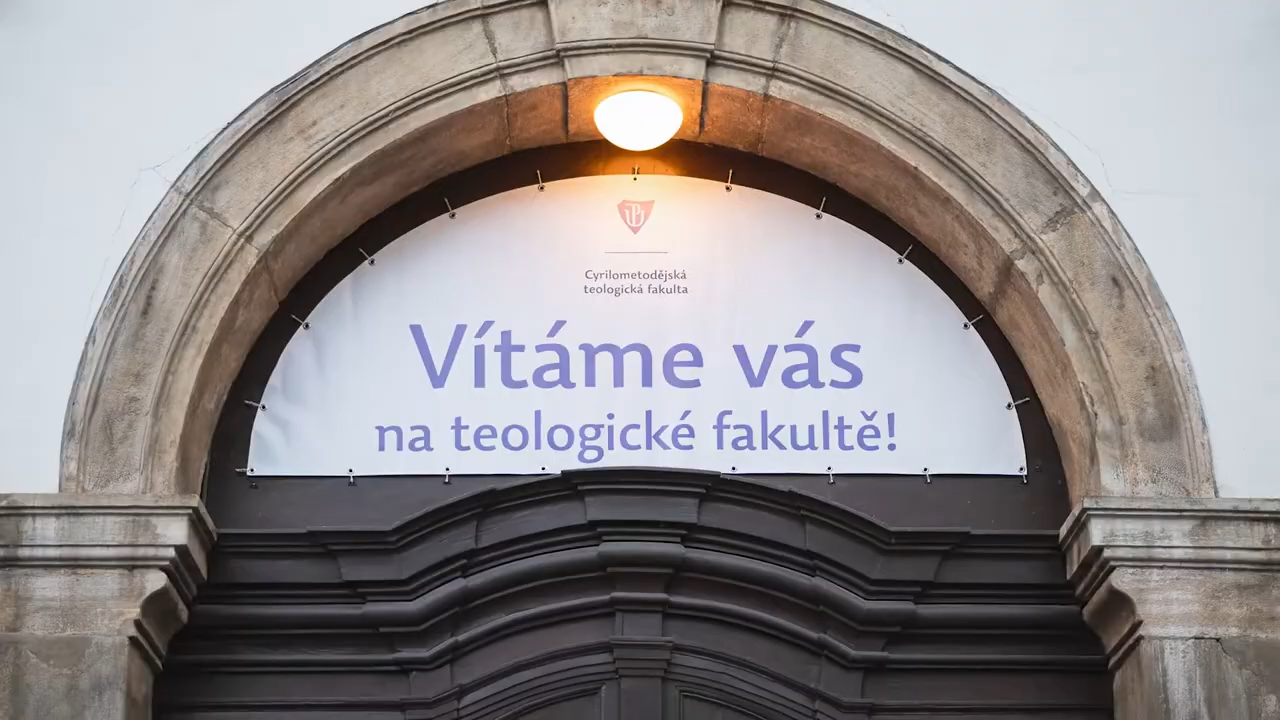 Cyrilometodějská
teologická fakulta
Vítáme vás
na teologické fakultě!